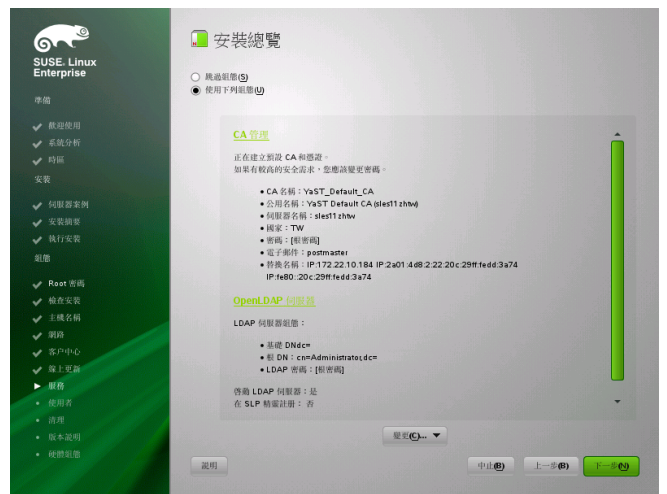 SUSE. Linux
Enterprise
準備
歡迎使用
系統分析
時區
安裝
伺服器案例
安裝摘要
執行安裝
組態
Root 密碼
檢查安裝
主機名稱
網路
客戶中心
線上更新
服務
使用者
清理
版本說明
硬體組態
安裝總覽
跳過組態(S)
使用下列組態(U)
CA 管理
正在建立預設 CA 和憑證。
如果有較高的安全需求，您應該變更密碼。
CA 名稱：YaST_Default_CA
公用名稱：YaST Default CA (sles11zhtw)
伺服器名稱：sles11zhtw
國家：TW
密碼：[根密碼]
電子郵件：postmaster
替換名稱：IP:172.22.10.184 IP:2a01:4d8:2:22:20c:29ff:fedd:3a74
IP:fe80::20c:29ff:fedd:3a74
OpenLDAP 伺服器
LDAP 伺服器組態：
基礎 DNdc=
根 DN：cn=Administrator,dc=
LDAP 密碼：[根密碼]
啓動 LDAP 伺服器：是
在 SLP 精靈註册： 否
變更(C)...
說明
中止(B)
上一步(B)
下一步(N)